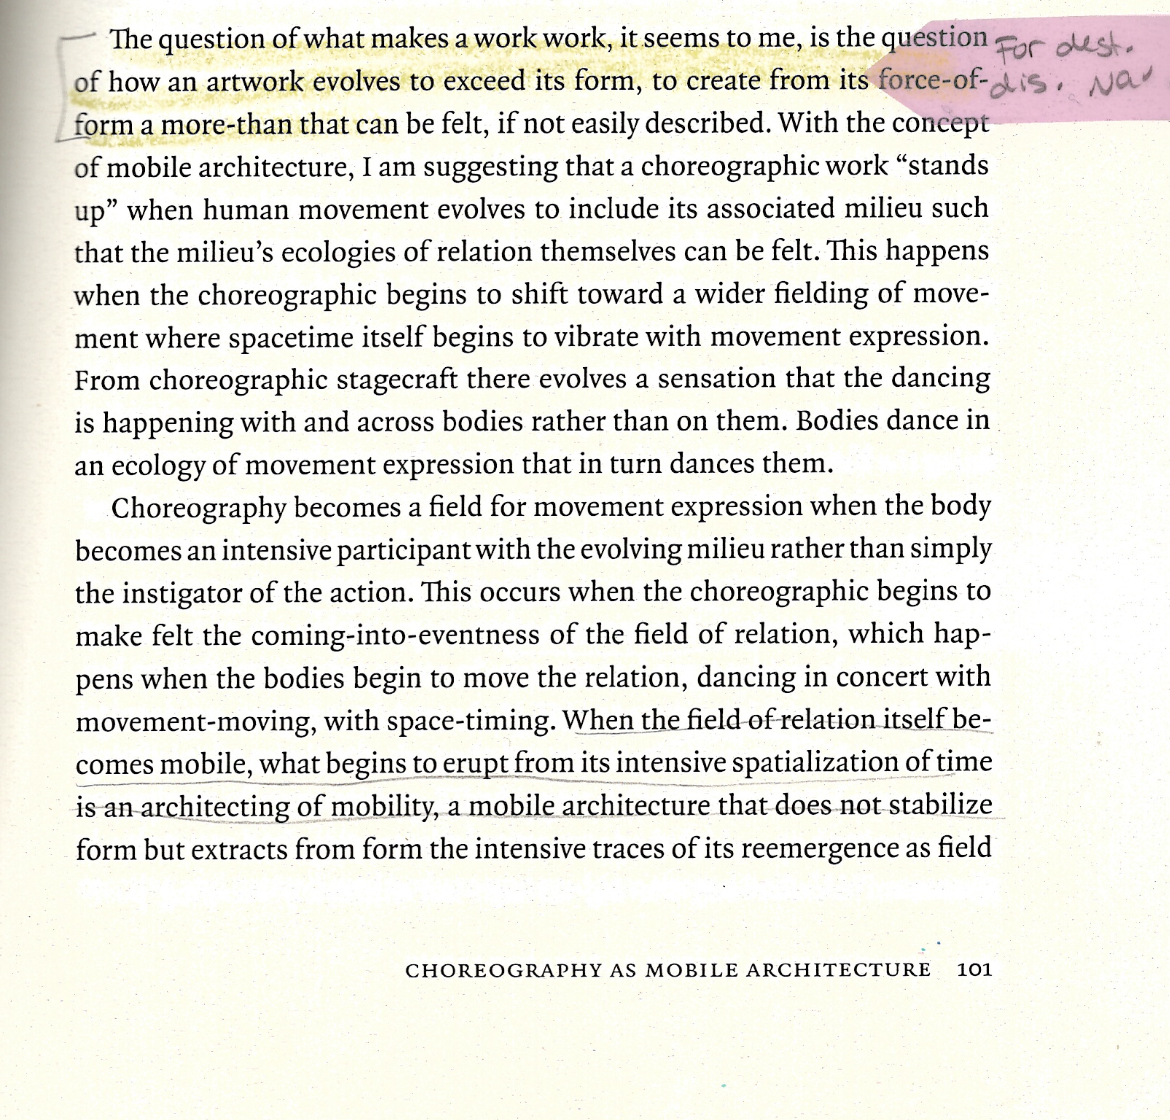 The question of what makes a work work, it seems to me, is the question
of how an artwork evolves to exceed its form, to create from its force-of-
form a more-than that can be felt, if not easily described. With the concept
of mobile architecture, I am suggesting that a choreographic work “stands
up” when human movement evolves to include its associated milieu such
that the milieu’s ecologies of relation themselves can be felt. This happens
when the choreographic begins to shift toward a wider fielding of move-
ment where spacetime itself begins to vibrate with movement expression.
From choreographic stagecraft there evolves a sensation that the dancing
is happening with and across bodies rather than on them. Bodies dance in
an ecology of movement expression that in turn dances them.
Choreography becomes a field for movement expression when the body
becomes an intensive participant with the evolving milieu rather than simply
the instigator of the action. This occurs when the choreographic begins to
make felt the coming-into-eventness of the field of relation, which hap-
pens when the bodies begin to move the relation, dancing in concert with
movement-moving, with space-timing. When the field of relation itself be-
comes mobile, what begins to erupt from its intensive spatialization of time
is an architecting of mobility, a mobile architecture that does not stabilize
form but extracts from form the intensive traces of its reemergence as field
CHOREOGRAPHY AS MOBILE ARCHITECTURE 101
For dest.
dis.